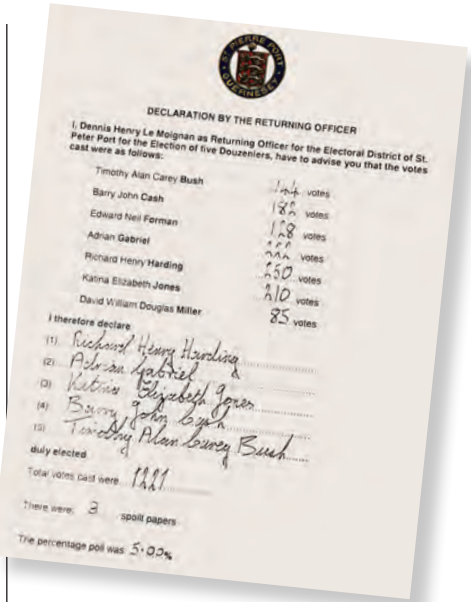 ST PIERRE PORT
GUERNESEY
DECLARATION BY THE RETURNING OFFICER
I, Dennis Henry Le Moignan as Returning Officer for the Electoral District of St.
Peter Port for the Election of five Douzeniers, have to advise you that the votes
cast were as follows:
Timothy Alan Carey Bush 144 votes
Barry John Cash 182 votes
Edward Neil Forman 128 votes
Adrian Gabriel 222 votes
Richard Henry Harding 250 votes
Katina Elizabeth Jones 210 votes
David William Douglas Miller 85 votes
I therefore declare
(1) Richard Henry Harding
(2) Adrian Gabriel
(3) Katina Elizabeth Jones
(4) Barry John Cash
(5) Timothy Alan Carey Bush
duly elected
Total votes cast were 1221
There were 3 spoilt papers
The percentage poll was 5.00%